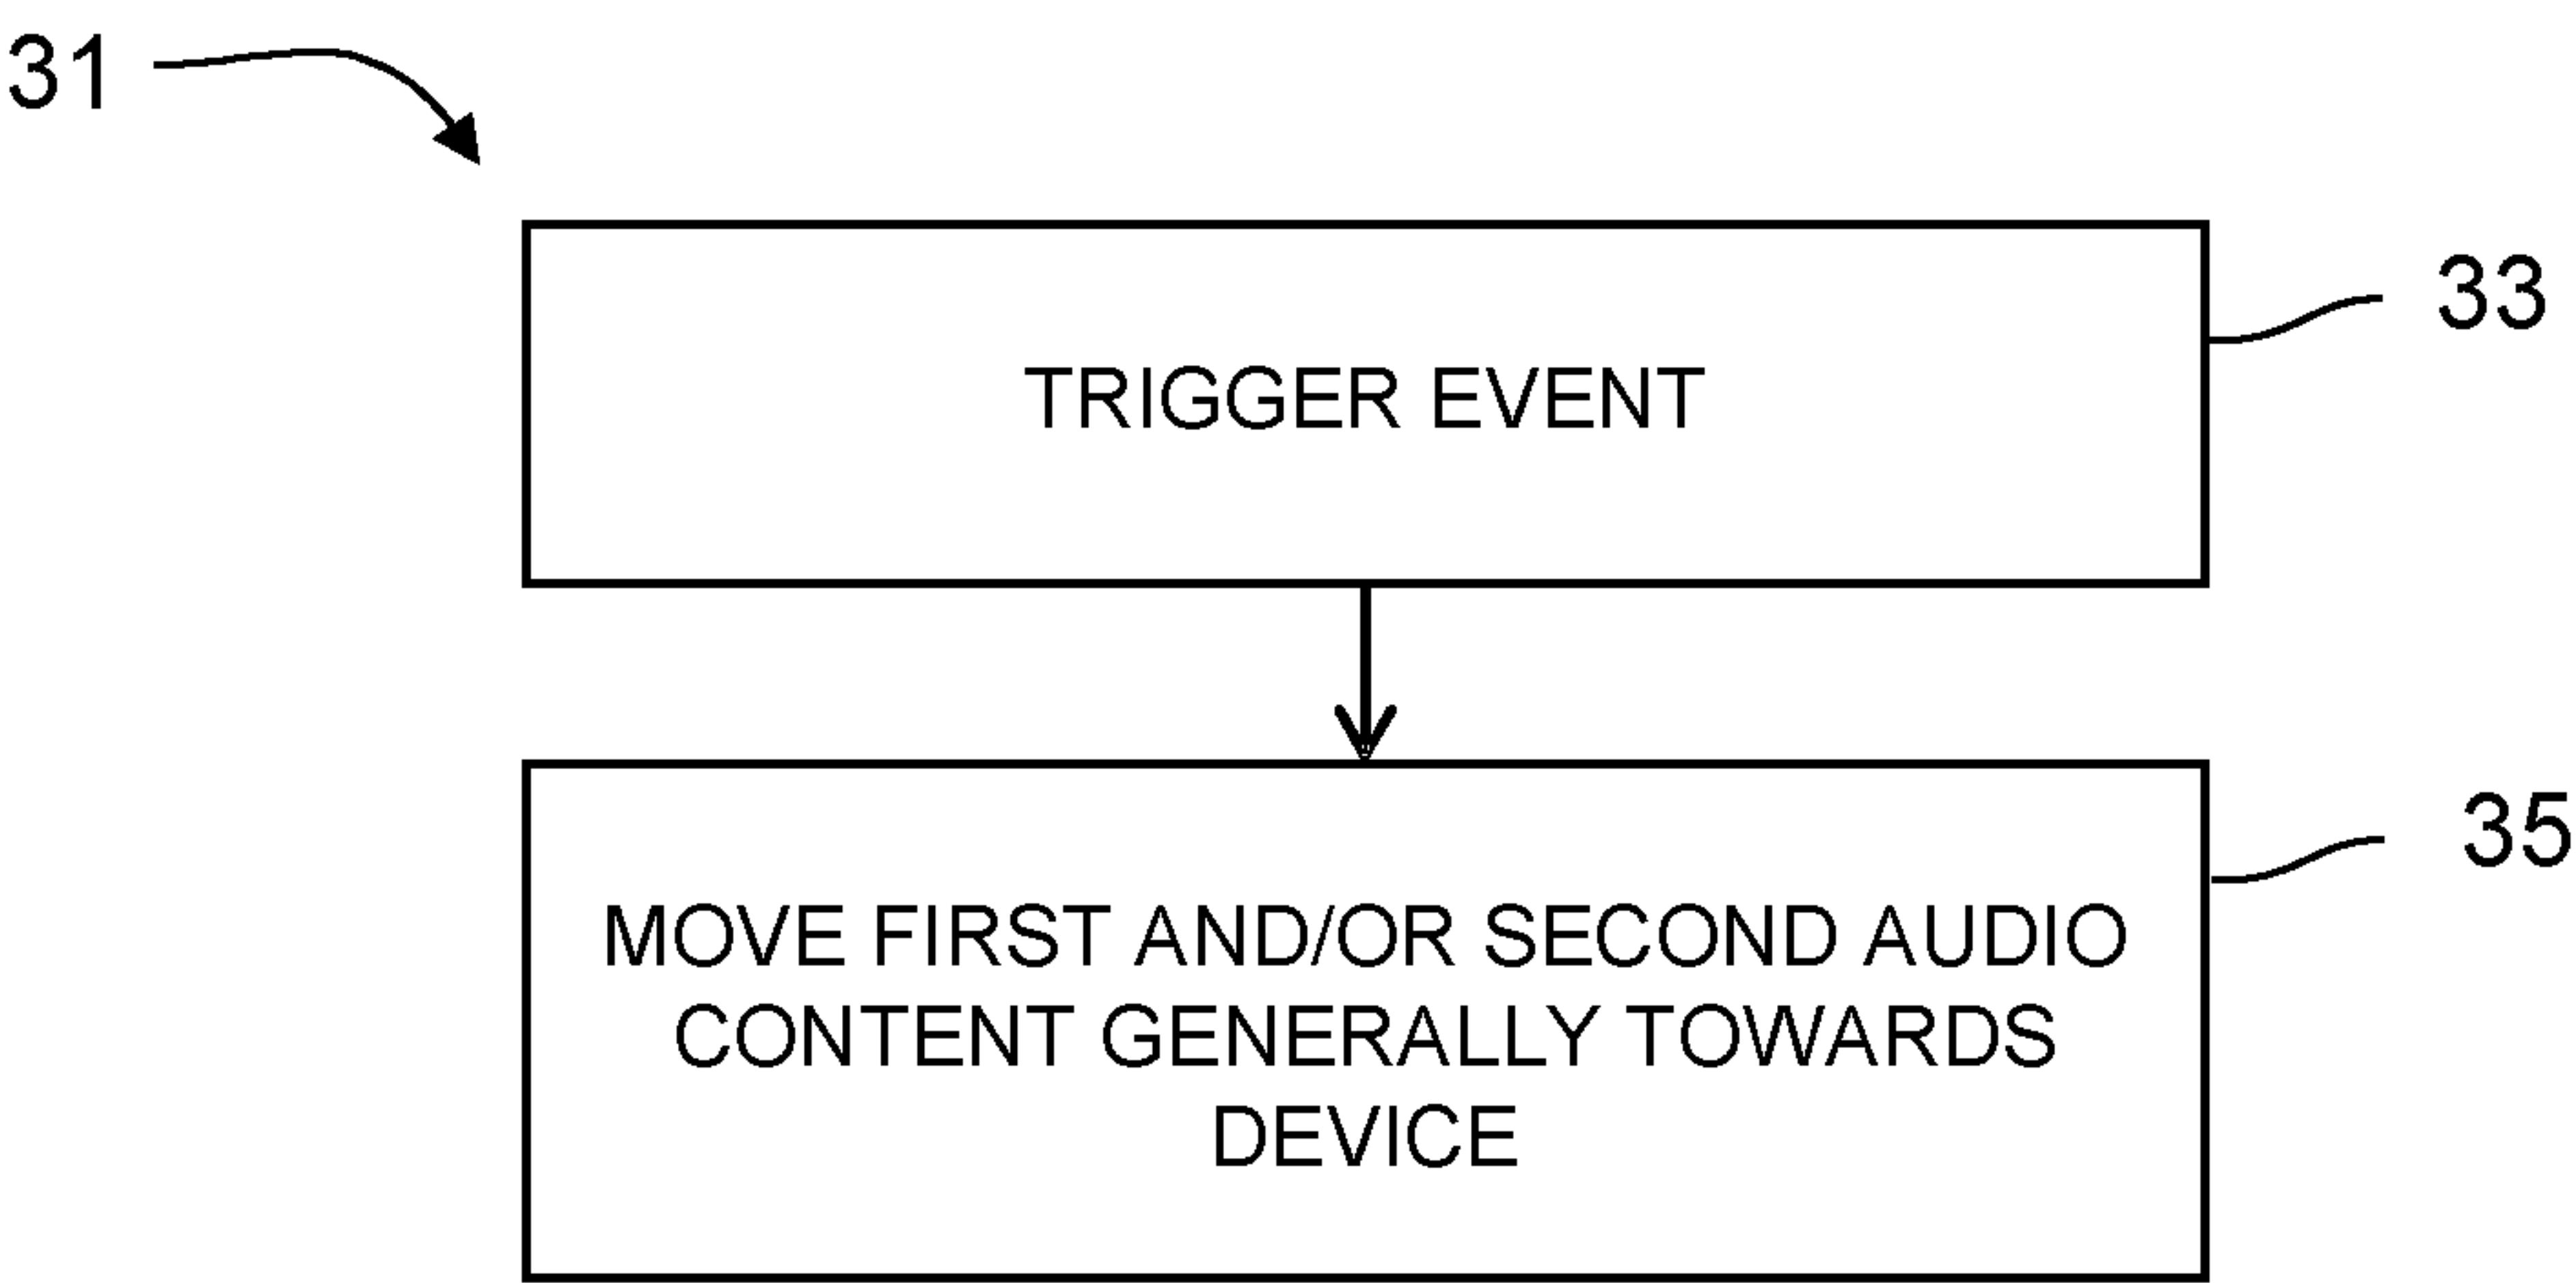 31
33
TRIGGER EVENT
35
MOVE FIRST AND/OR SECOND AUDIO
CONTENT GENERALLY TOWARDS
DEVICE